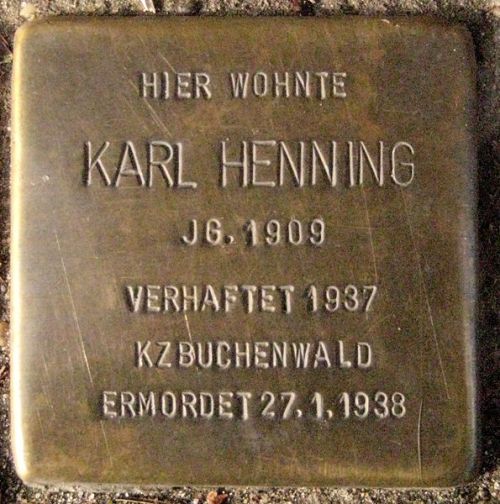 HIER WOHNTE
KARL HENNING
JG. 1909
VERHAFTET 1937
KZ BUCHENWALD
ERMORDET 27.1.1938